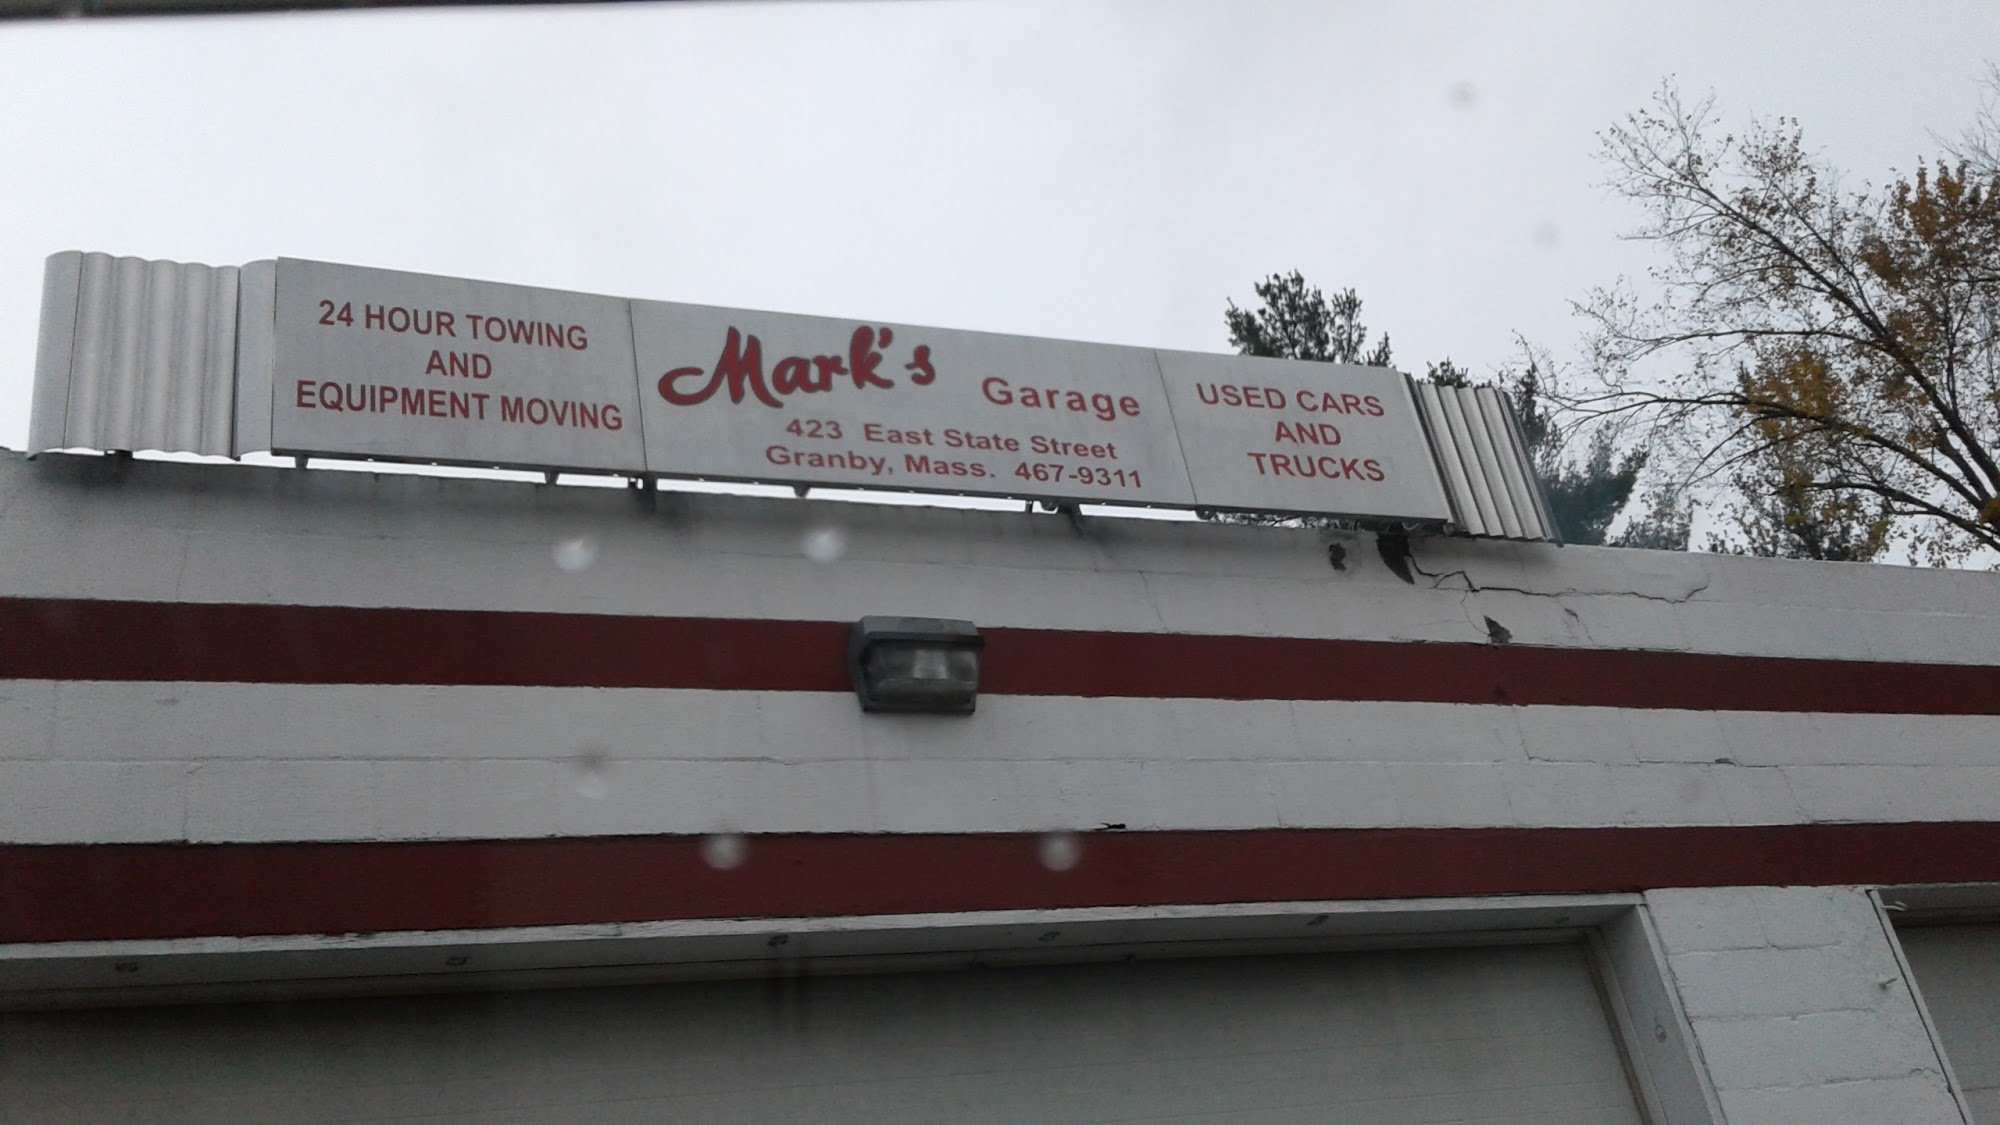 24 HOUR TOWING
AND
EQUIPMENT MOVING
Mark's Garage
423 East State Street
Granby, Mass. 467-9311
USED CARS
AND
TRUCKS